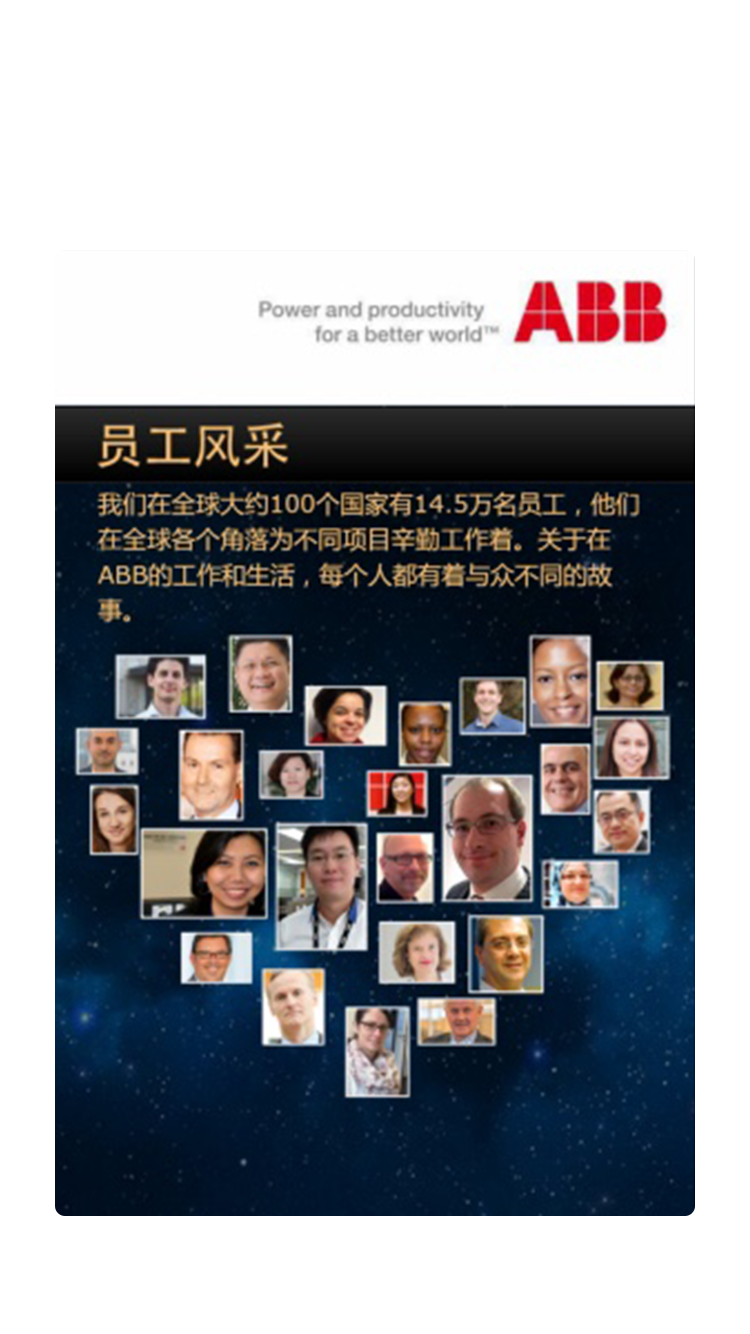 Power and productivity
for a better world™
ABB
员工风采
我们在全球大约100个国家有14.5万名员工，他们
在全球各个角落为不同项目辛勤工作着。关于在
ABB的工作和生活，每个人都有着与众不同的故
事。